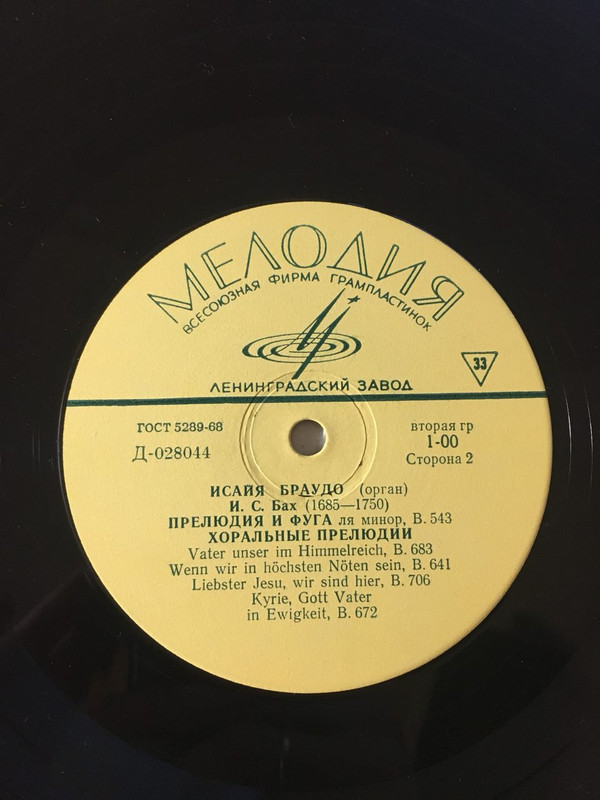 МЕЛОДИЯ
ВСЕСОЮЗНАЯ ФИРМА ГРАМПЛАСТИНОК
33
ЛЕНИНГРАДСКИЙ ЗАВОД
ГОСТ 5289-68
вторая гр
Д-028044
1-00
Сторона 2
ИСАЙЯ БРАУДО (орган)
И. С. Бах (1685—1750)
ПРЕЛЮДИЯ И ФУГА ля минор, B. 543
ХОРАЛЬНЫЕ ПРЕЛЮДИИ
Vater unser im Himmelreich, B. 683
Wenn wir in höchsten Nöten sein, B. 641
Liebster Jesu, wir sind hier, B. 706
Kyrie, Gott Vater
in Ewigkeit, B. 672